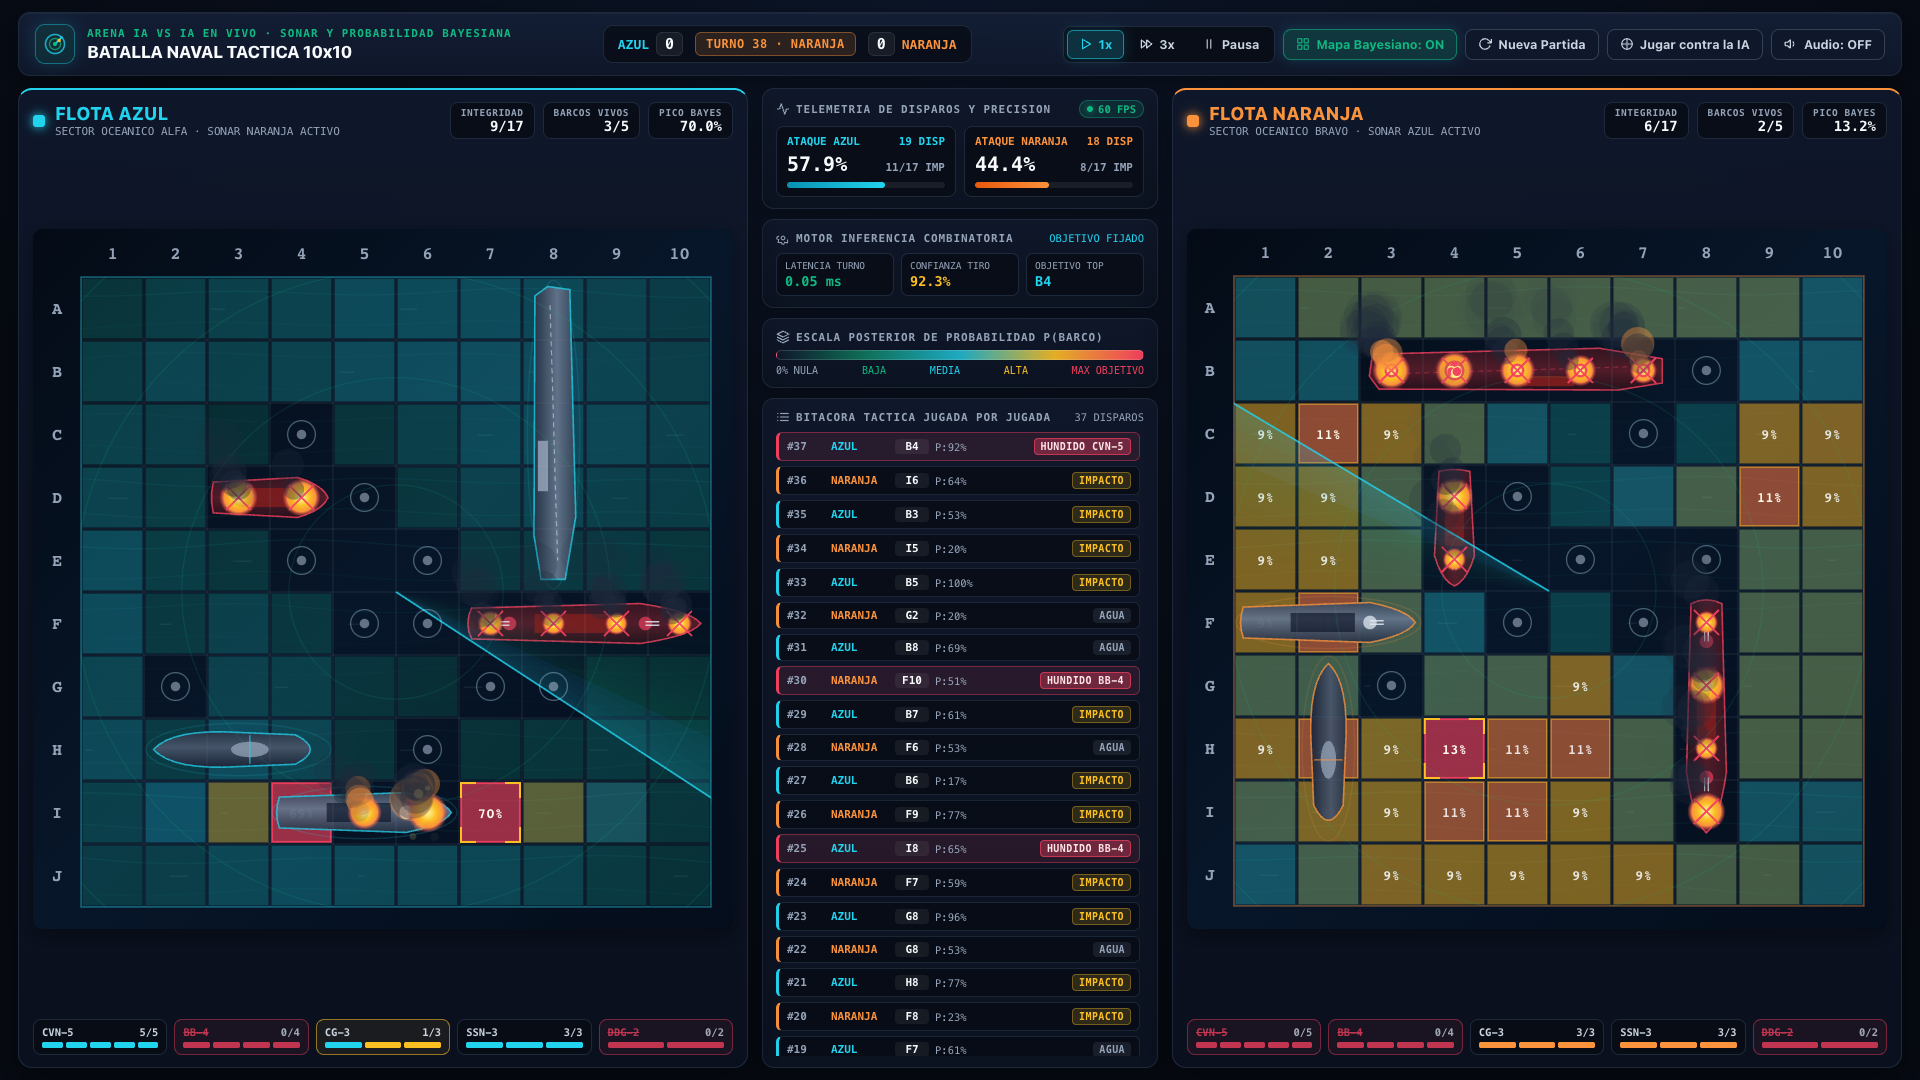 ARENA IA VS IA EN VIVO · SONAR Y PROBABILIDAD BAYESIANA
BATALLA NAVAL TACTICA 10x10
AZUL 0 TURNO 38 · NARANJA 0 NARANJA
1x 3x Pausa
Mapa Bayesiano: ON
Nueva Partida
Jugar contra la IA
Audio: OFF
FLOTA AZUL
SECTOR OCEANICO ALFA · SONAR NARANJA ACTIVO
INTEGRIDAD
9/17
BARCOS VIVOS
3/5
PICO BAYES
70.0%
1 2 3 4 5 6 7 8 9 10
A
B
C
D
E
F
G
H
I 70%
J
CVN-5 5/5
BB-4 0/4
CG-3 1/3
SSN-3 3/3
DDG-2 0/2
TELEMETRIA DE DISPAROS Y PRECISION 60 FPS
ATAQUE AZUL 19 DISP
57.9% 11/17 IMP
ATAQUE NARANJA 18 DISP
44.4% 8/17 IMP
MOTOR INFERENCIA COMBINATORIA OBJETIVO FIJADO
LATENCIA TURNO
0.05 ms
CONFIANZA TIRO
92.3%
OBJETIVO TOP
B4
ESCALA POSTERIOR DE PROBABILIDAD P(BARCO)
0% NULA BAJA MEDIA ALTA MAX OBJETIVO
BITACORA TACTICA JUGADA POR JUGADA 37 DISPAROS
#37 AZUL B4 P:92% HUNDIDO CVN-5
#36 NARANJA I6 P:64% IMPACTO
#35 AZUL B3 P:53% IMPACTO
#34 NARANJA I5 P:20% IMPACTO
#33 AZUL B5 P:100% IMPACTO
#32 NARANJA G2 P:20% AGUA
#31 AZUL B8 P:69% AGUA
#30 NARANJA F10 P:51% HUNDIDO BB-4
#29 AZUL B7 P:61% IMPACTO
#28 NARANJA F6 P:53% AGUA
#27 AZUL B6 P:17% IMPACTO
#26 NARANJA F9 P:77% IMPACTO
#25 AZUL I8 P:65% HUNDIDO BB-4
#24 NARANJA F7 P:59% IMPACTO
#23 AZUL G8 P:96% IMPACTO
#22 NARANJA G8 P:53% AGUA
#21 AZUL H8 P:77% IMPACTO
#20 NARANJA F8 P:23% IMPACTO
#19 AZUL F7 P:61% AGUA
FLOTA NARANJA
SECTOR OCEANICO BRAVO · SONAR AZUL ACTIVO
INTEGRIDAD
6/17
BARCOS VIVOS
2/5
PICO BAYES
13.2%
1 2 3 4 5 6 7 8 9 10
A
B
C 9% 11% 9% 9% 9%
D 9% 9% 11% 9%
E 9% 9%
F
G 9%
H 9% 9% 13% 11% 11%
I 9% 11% 11% 9%
J 9% 9% 9% 9% 9%
CVN-5 0/5
BB-4 0/4
CG-3 3/3
SSN-3 3/3
DDG-2 0/2